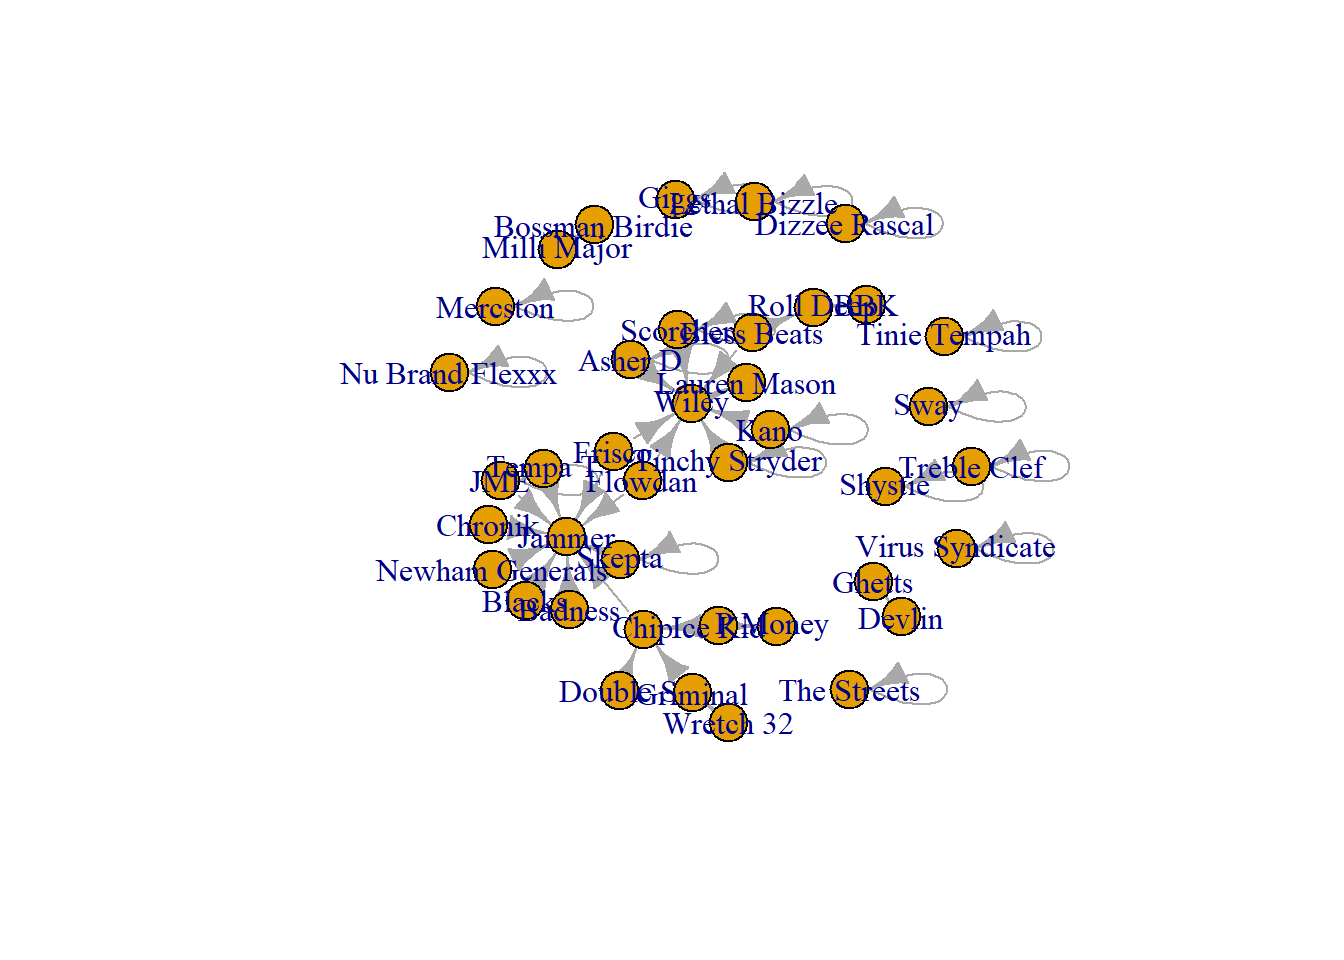 Giggs
Lethal Bizzle
Dizzee Rascal
Bossman Birdie
Milli Major
Mercston
Roll Deep
BBK
Scorcher
Bless Beats
Tinie Tempah
Asher D
Nu Brand Flexxx
Lauren Mason
Wiley
Sway
Kano
Frisco
Tinchy Stryder
Tempa T
Treble Clef
JME
Flowdan
Shystie
Chronik
Jammer
Skepta
Virus Syndicate
Newham Generals
Ghetts
Blacks
Badness
Devlin
Chip
Ice Kid
P Money
Double S
Griminal
The Streets
Wretch 32